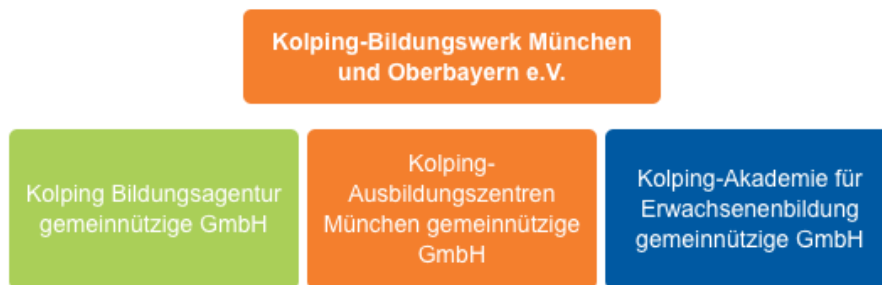 Kolping-Bildungswerk München
und Oberbayern e.V.
Kolping Bildungsagentur
gemeinnützige GmbH
Kolping-
Ausbildungszentren
München gemeinnützige
GmbH
Kolping-Akademie für
Erwachsenenbildung
gemeinnützige GmbH